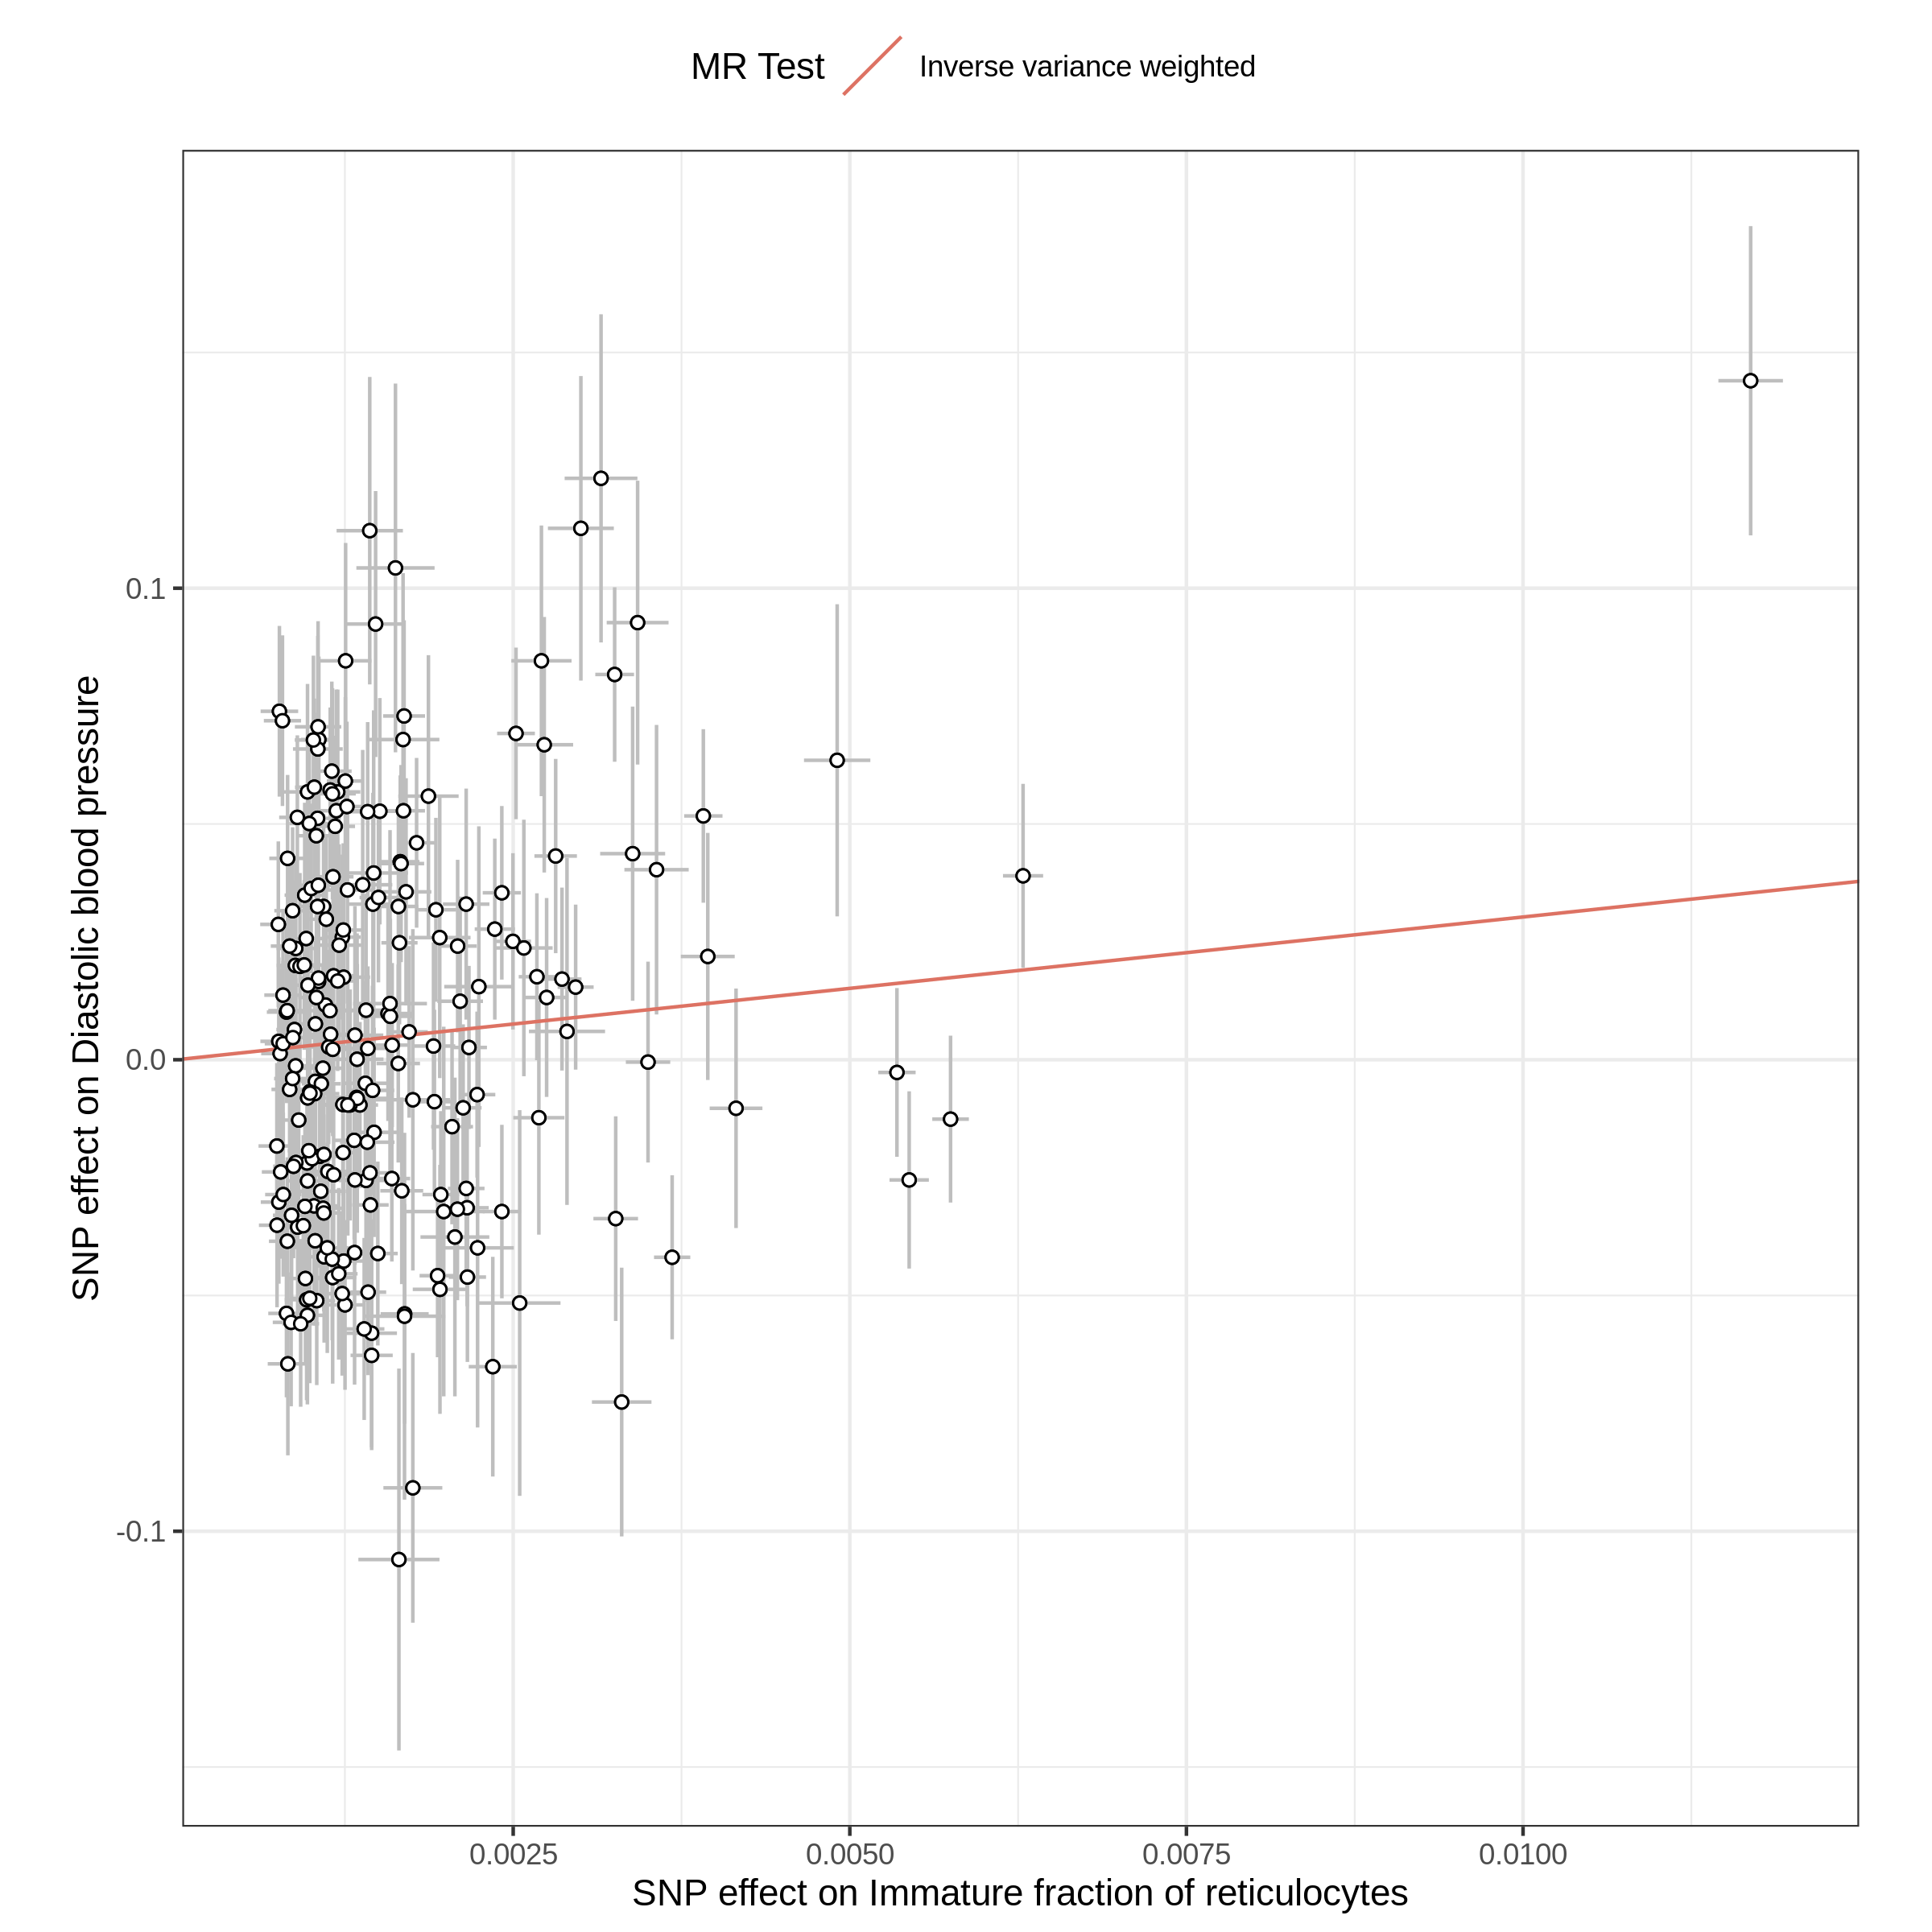 MR Test
Inverse variance weighted
SNP effect on Diastolic blood pressure
0.1
0.0
-0.1
0.0025
0.0050
0.0075
0.0100
SNP effect on Immature fraction of reticulocytes